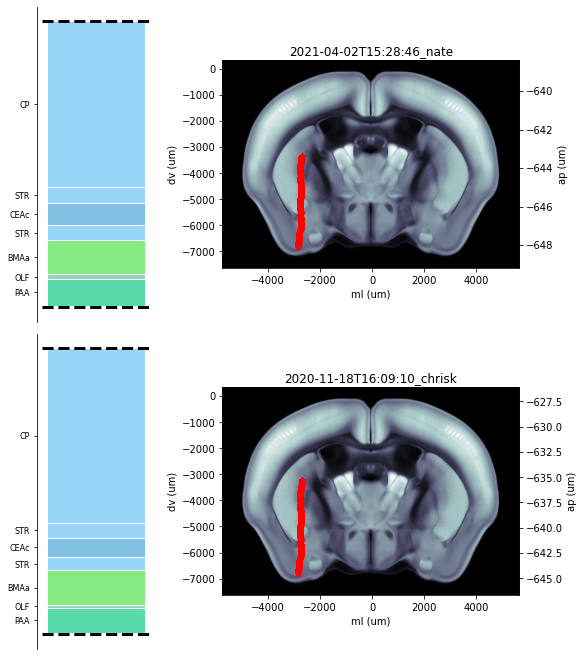 CP
STR
CEAc
STR
BMAa
OLF
PAA
2021-04-02T15:28:46_nate
dv (um)
0
−1000
−2000
−3000
−4000
−5000
−6000
−7000
−4000 −2000 0 2000 4000
ml (um)
−640
−642
−644
−646
−648
ap (um)
CP
STR
CEAc
STR
BMAa
OLF
PAA
2020-11-18T16:09:10_chrisk
dv (um)
0
−1000
−2000
−3000
−4000
−5000
−6000
−7000
−4000 −2000 0 2000 4000
ml (um)
−627.5
−630.0
−632.5
−635.0
−637.5
−640.0
−642.5
−645.0
ap (um)